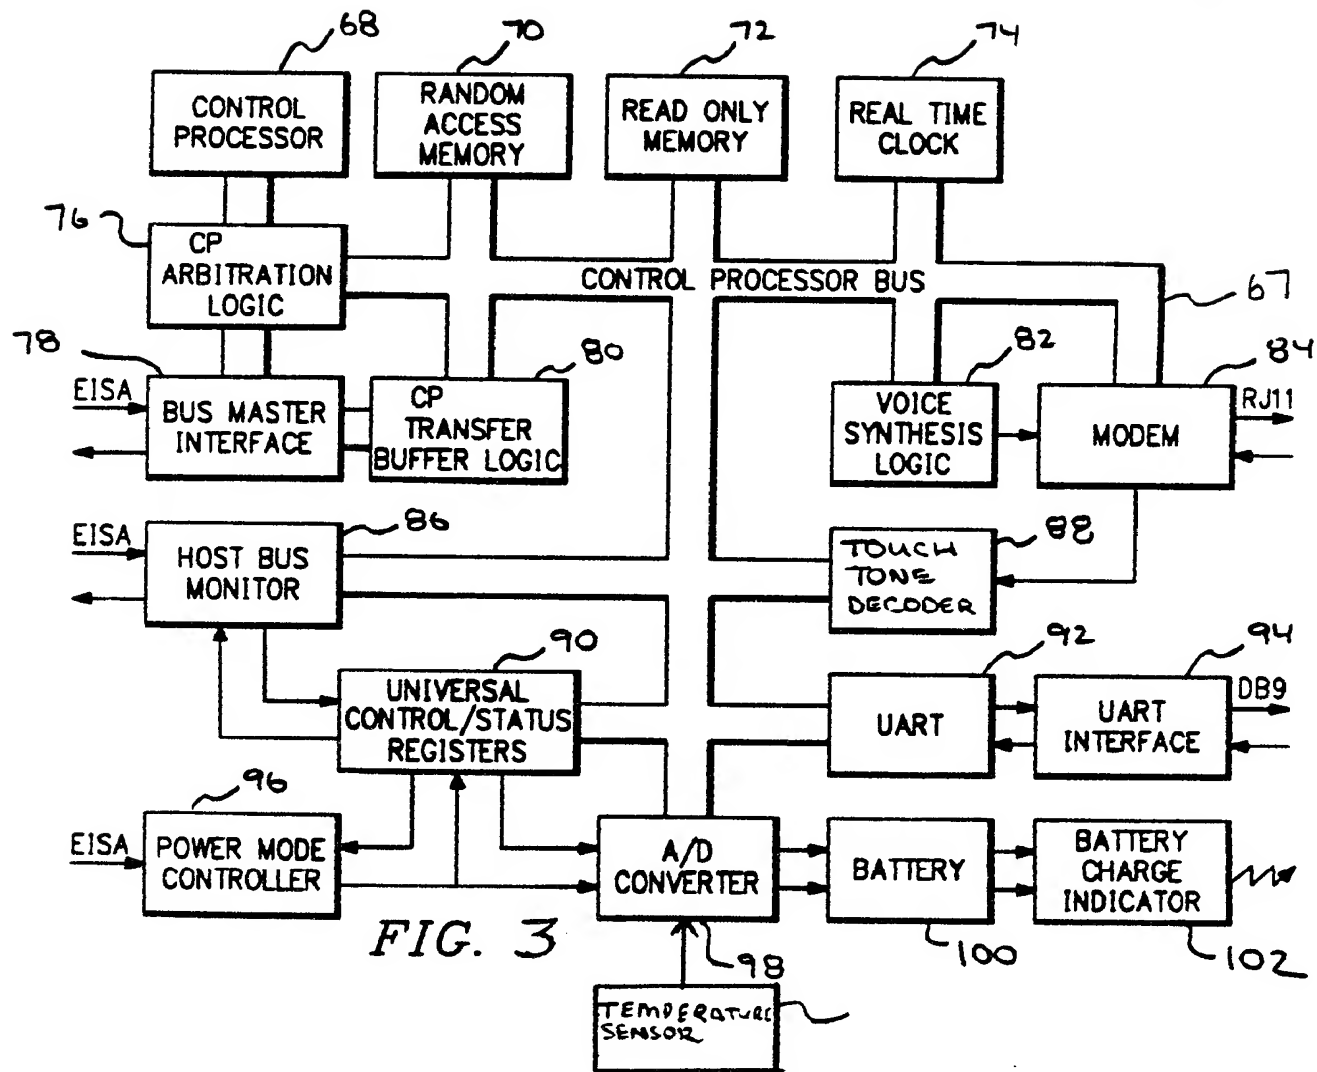 68
70
72
74
CONTROL
PROCESSOR
RANDOM
ACCESS
MEMORY
READ ONLY
MEMORY
REAL TIME
CLOCK
76
CP
ARBITRATION
LOGIC
CONTROL PROCESSOR BUS
67
78
80
82
84
EISA
BUS MASTER
INTERFACE
CP
TRANSFER
BUFFER LOGIC
VOICE
SYNTHESIS
LOGIC
MODEM
RJ11
86
88
EISA
HOST BUS
MONITOR
TOUCH
TONE
DECODER
90
92
94
UNIVERSAL
CONTROL/STATUS
REGISTERS
UART
UART
INTERFACE
DB9
96
EISA
POWER MODE
CONTROLLER
A/D
CONVERTER
BATTERY
BATTERY
CHARGE
INDICATOR
FIG. 3
98
100
102
TEMPERATURE
SENSOR